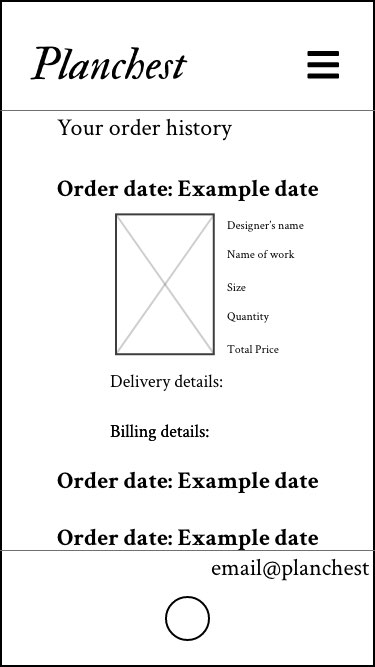 Planchest
Your order history
Order date: Example date
Designer's name
Name of work
Size
Quantity
Total Price
Delivery details:
Billing details:
Order date: Example date
Order date: Example date
email@planchest